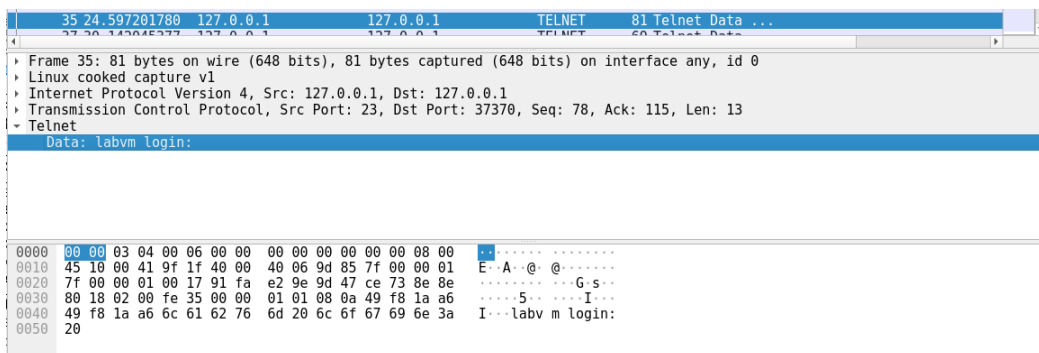 35 24.597201780 127.0.0.1 127.0.0.1 TELNET 81 Telnet Data ...
Frame 35: 81 bytes on wire (648 bits), 81 bytes captured (648 bits) on interface any, id 0
Linux cooked capture v1
Internet Protocol Version 4, Src: 127.0.0.1, Dst: 127.0.0.1
Transmission Control Protocol, Src Port: 23, Dst Port: 37370, Seq: 78, Ack: 115, Len: 13
Telnet
Data: labvm login:
0000 00 00 03 04 00 06 00 00 00 00 00 00 00 00 08 00 ········ ········
0010 45 10 00 41 9f 1f 40 00 40 06 9d 85 7f 00 00 01 E··A··@· @·······
0020 7f 00 00 01 00 17 91 fa e2 9e 9d 47 ce 73 8e 8e ········ ···G·s··
0030 80 18 02 00 fe 35 00 00 01 01 08 0a 49 f8 1a a6 ·····5·· ····I···
0040 49 f8 1a a6 6c 61 62 76 6d 20 6c 6f 67 69 6e 3a I···labv m login:
0050 20